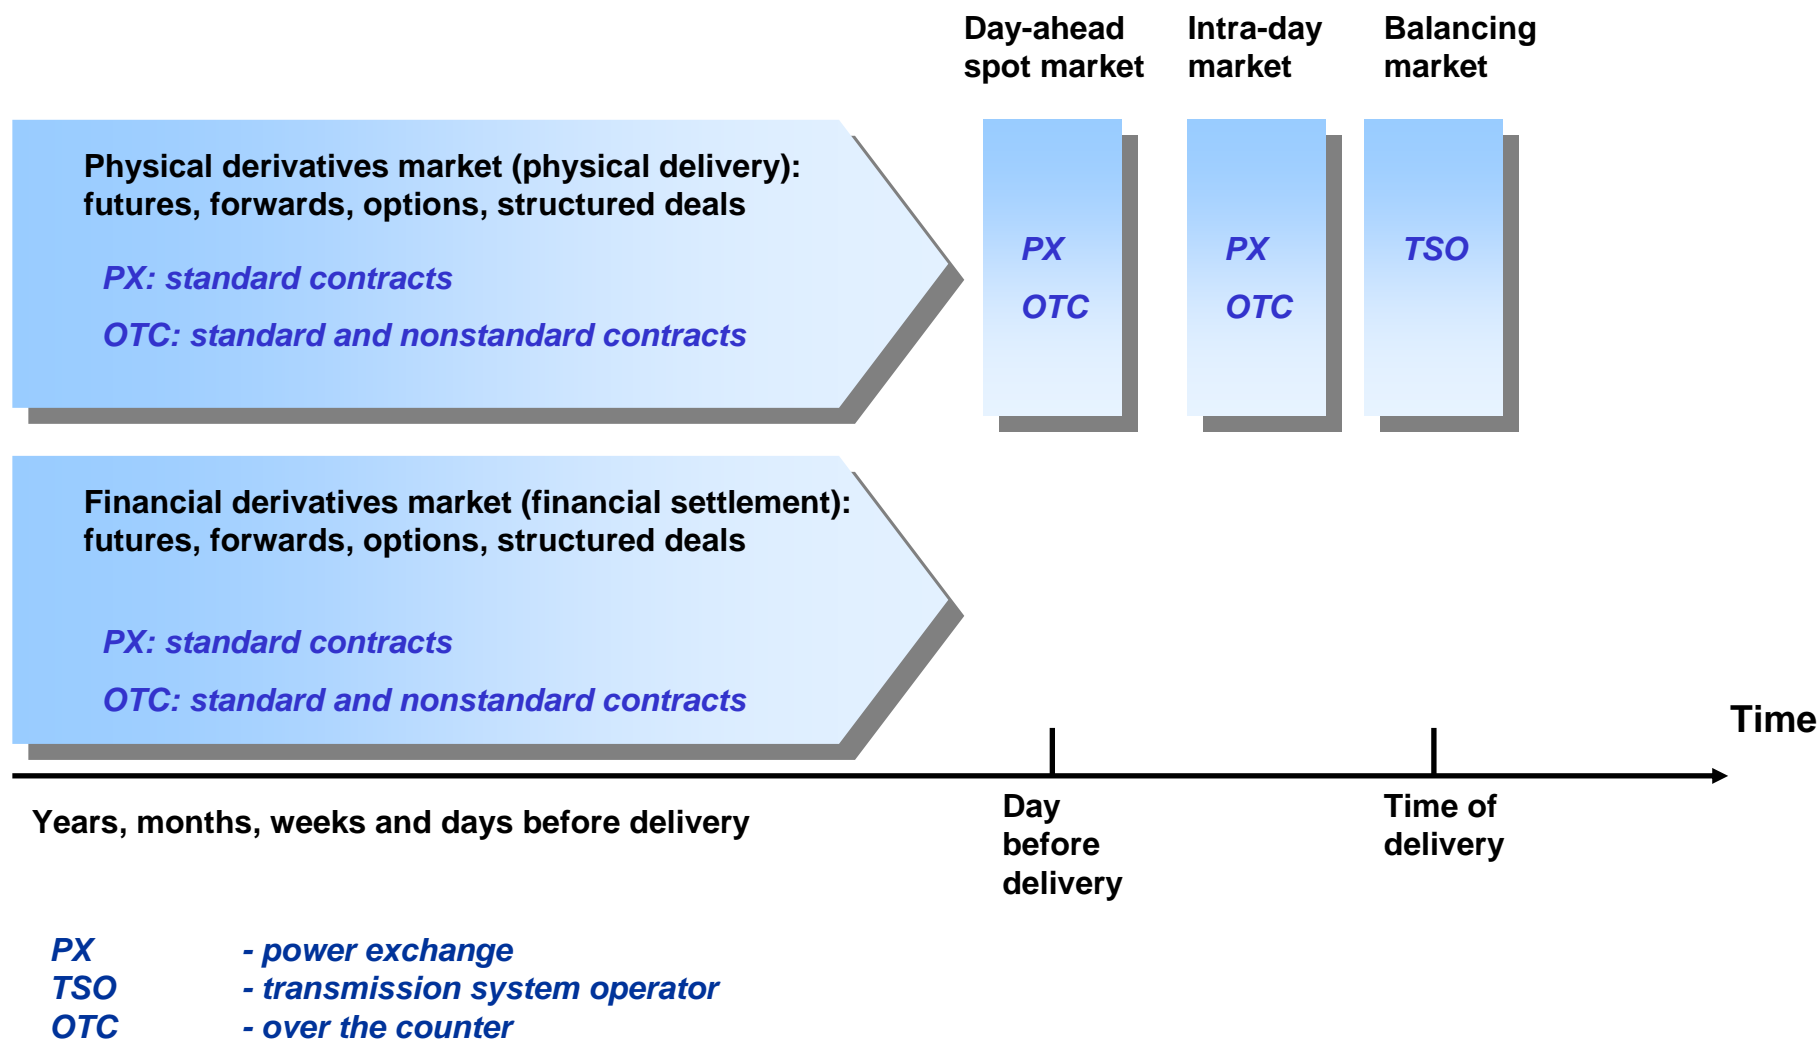 Day-ahead
spot market
Intra-day
market
Balancing
market
Physical derivatives market (physical delivery):
futures, forwards, options, structured deals
PX: standard contracts
OTC: standard and nonstandard contracts
PX
OTC
PX
OTC
TSO
Financial derivatives market (financial settlement):
futures, forwards, options, structured deals
PX: standard contracts
OTC: standard and nonstandard contracts
Time
Years, months, weeks and days before delivery
Day
before
delivery
Time of
delivery
PX - power exchange
TSO - transmission system operator
OTC - over the counter